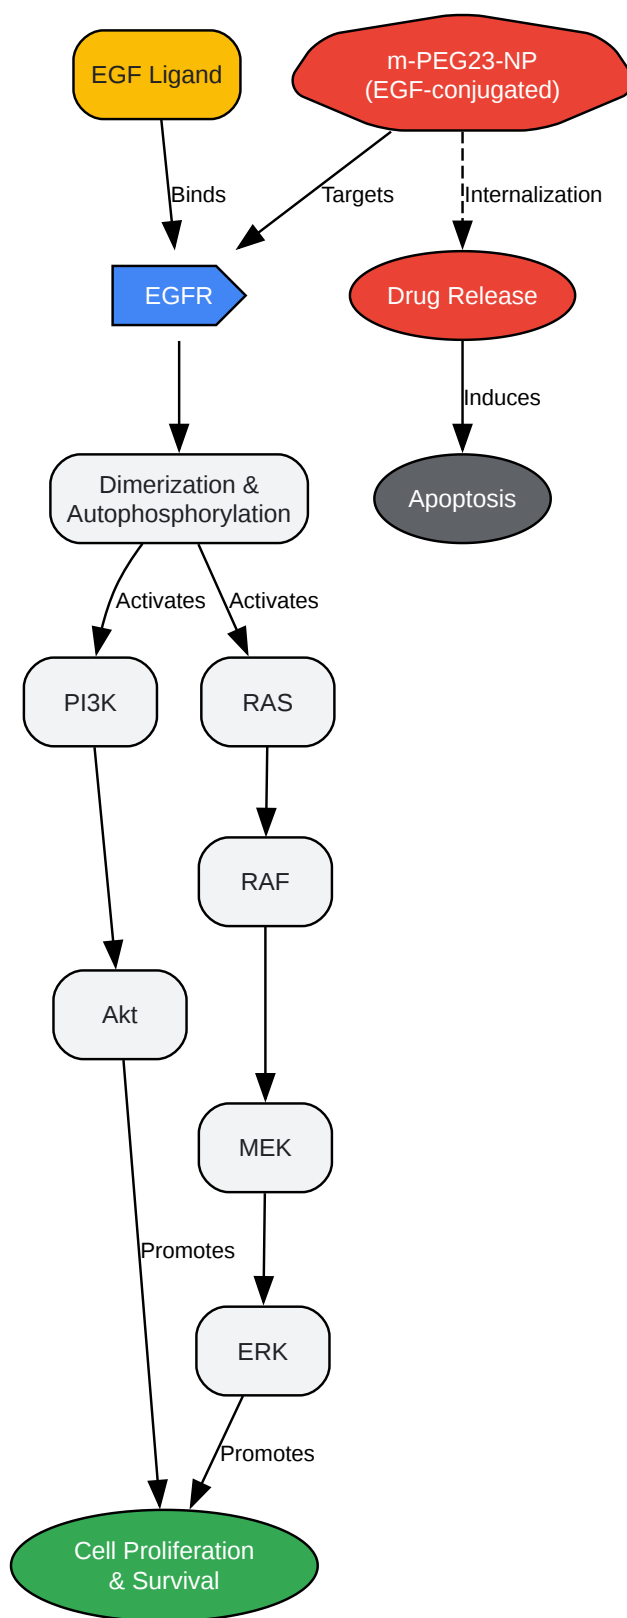 EGF Ligand
m-PEG23-NP
(EGF-conjugated)
Binds
Targets
Internalization
EGFR
Drug Release
Induces
Dimerization &
Autophosphorylation
Apoptosis
Activates
Activates
PI3K
RAS
RAF
Akt
MEK
Promotes
ERK
Promotes
Cell Proliferation
& Survival